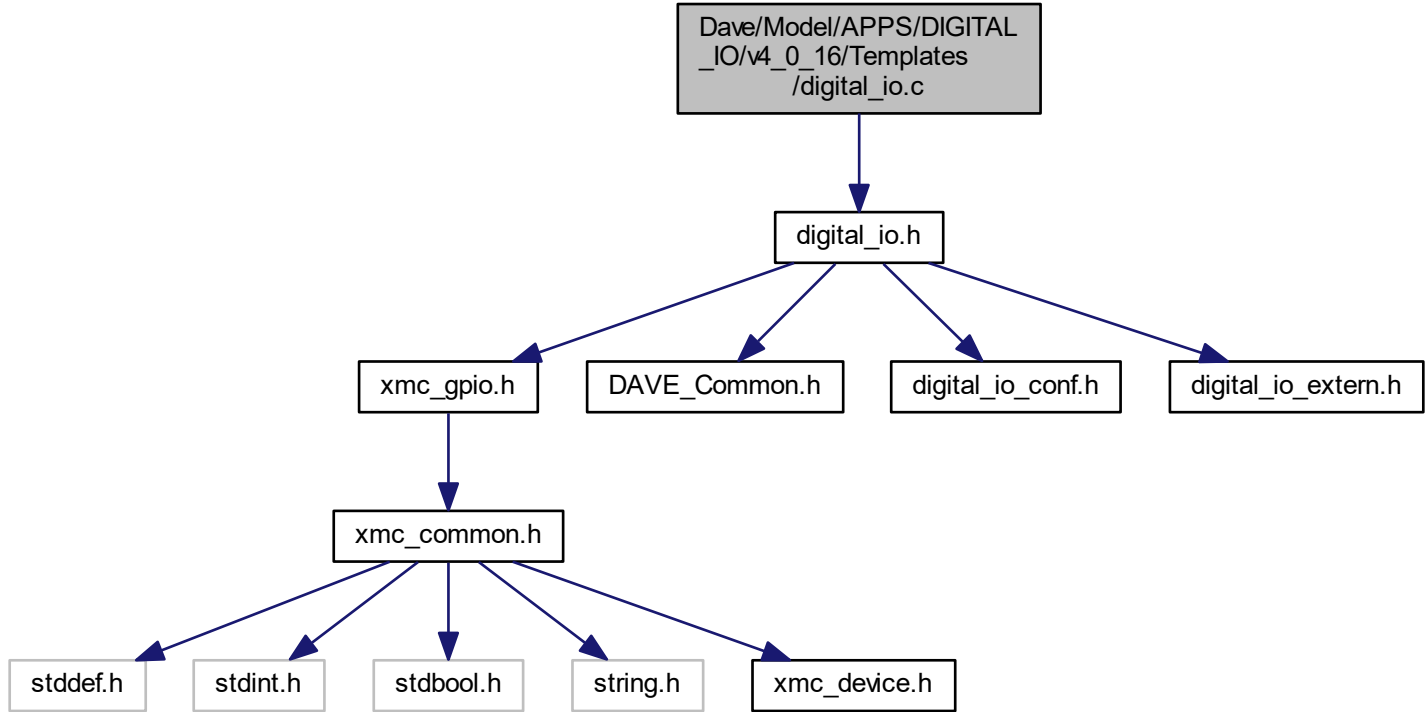 Dave/Model/APPS/DIGITAL
_IO/v4_0_16/Templates
/digital_io.c
digital_io.h
xmc_gpio.h
DAVE_Common.h
digital_io_conf.h
digital_io_extern.h
xmc_common.h
stddef.h
stdint.h
stdbool.h
string.h
xmc_device.h